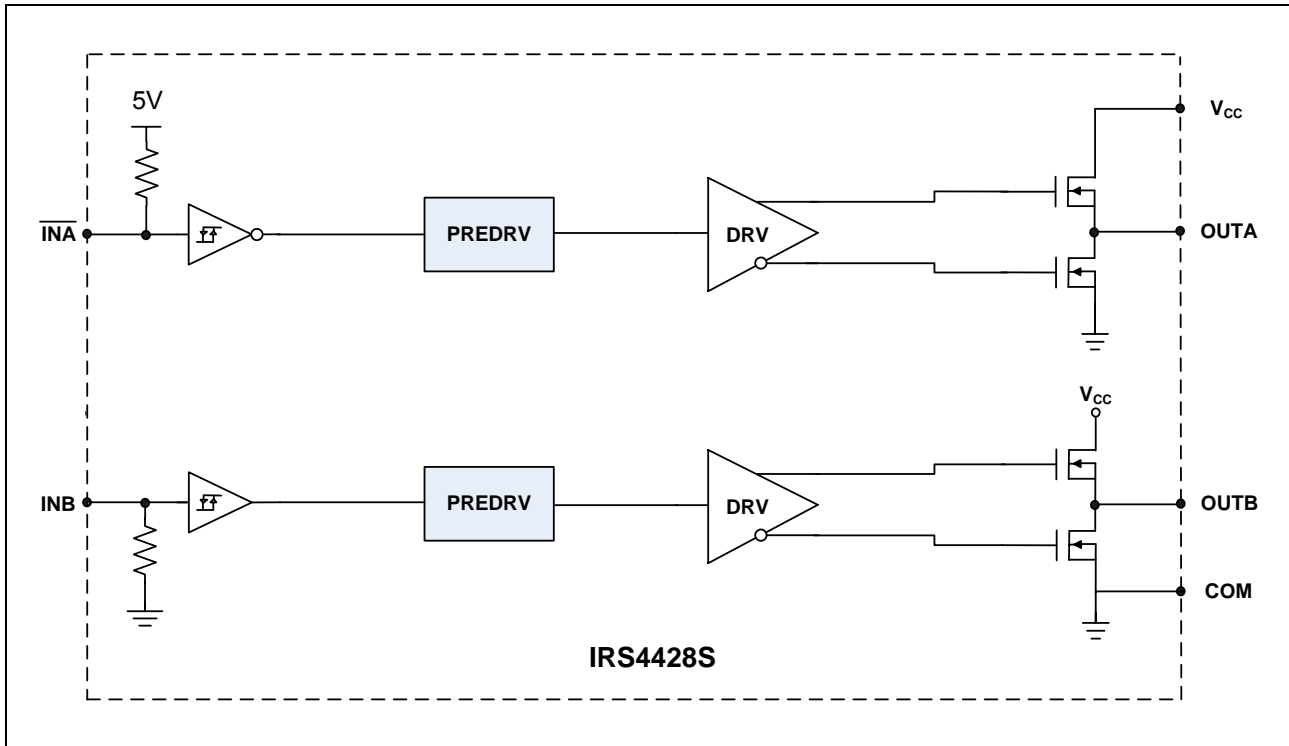 5V
V_CC
INA
PREDRV
DRV
OUTA
V_CC
INB
PREDRV
DRV
OUTB
COM
IRS4428S